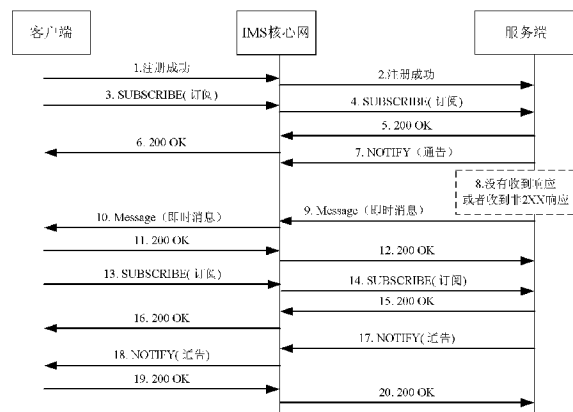 客户端
IMS核心网
服务端
1.注册成功
2.注册成功
3. SUBSCRIBE( 订阅)
4. SUBSCRIBE( 订阅)
5. 200 OK
6. 200 OK
7. NOTIFY（通告）
8.没有收到响应
或者收到非2XX响应
9. Message（即时消息）
10. Message（即时消息）
11. 200 OK
12. 200 OK
13. SUBSCRIBE( 订阅)
14. SUBSCRIBE( 订阅)
15. 200 OK
16. 200 OK
17. NOTIFY( 通告)
18. NOTIFY( 通告)
19. 200 OK
20. 200 OK